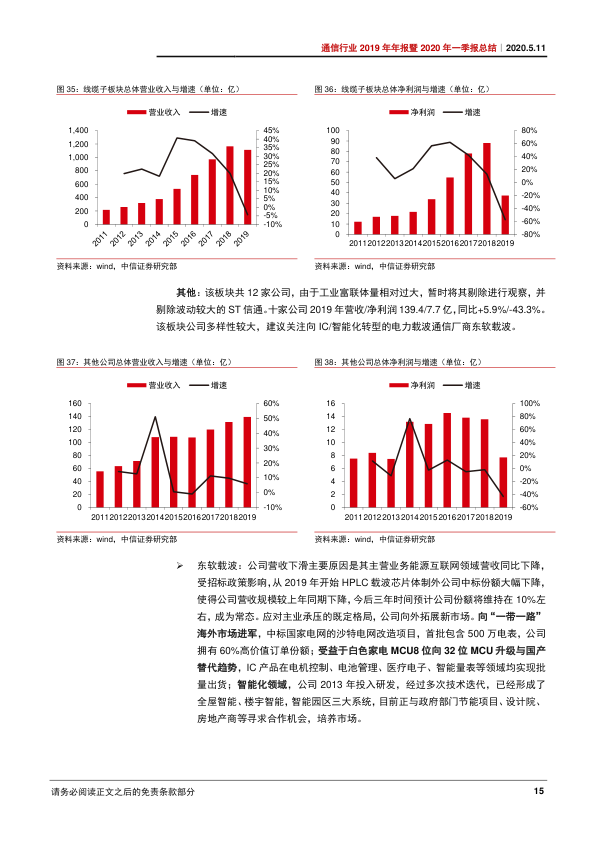 通信行业 2019 年年报暨 2020 年一季报总结｜2020.5.11
图 35：线缆子板块总体营业收入与增速（单位：亿）
营业收入 增速
1,400
1,200
1,000
800
600
400
200
0
45%
40%
35%
30%
25%
20%
15%
10%
5%
0%
-5%
-10%
2011 2012 2013 2014 2015 2016 2017 2018 2019
资料来源：wind，中信证券研究部
图 36：线缆子板块总体净利润与增速（单位：亿）
净利润 增速
100
90
80
70
60
50
40
30
20
10
0
80%
60%
40%
20%
0%
-20%
-40%
-60%
-80%
2011 2012 2013 2014 2015 2016 2017 2018 2019
资料来源：wind，中信证券研究部
其他：该板块共 12 家公司，由于工业富联体量相对过大，暂时将其剔除进行观察，并
剔除波动较大的 ST 信通。十家公司 2019 年营收/净利润 139.4/7.7 亿，同比+5.9%/-43.3%。
该板块公司多样性较大，建议关注向 IC/智能化转型的电力载波通信厂商东软载波。
图 37：其他公司总体营业收入与增速（单位：亿）
营业收入 增速
160
140
120
100
80
60
40
20
0
60%
50%
40%
30%
20%
10%
0%
-10%
2011 2012 2013 2014 2015 2016 2017 2018 2019
资料来源：wind，中信证券研究部
图 38：其他公司总体净利润与增速（单位：亿）
净利润 增速
16
14
12
10
8
6
4
2
0
100%
80%
60%
40%
20%
0%
-20%
-40%
-60%
2011 2012 2013 2014 2015 2016 2017 2018 2019
资料来源：wind，中信证券研究部
➢ 东软载波：公司营收下滑主要原因是其主营业务能源互联网领域营收同比下降，
受招标政策影响，从 2019 年开始 HPLC 载波芯片体制外公司中标份额大幅下降，
使得公司营收规模较上年同期下降，今后三年时间预计公司份额将维持在 10%左
右，成为常态。应对主业承压的既定格局，公司向外拓展新市场。向“一带一路”
海外市场进军，中标国家电网的沙特电网改造项目，首批包含 500 万电表，公司
拥有 60%高价值订单份额；受益于白色家电 MCU8 位向 32 位 MCU 升级与国产
替代趋势，IC 产品在电机控制、电池管理、医疗电子、智能量表等领域均实现批
量出货；智能化领域，公司 2013 年投入研发，经过多次技术迭代，已经形成了
全屋智能、楼宇智能，智能园区三大系统，目前正与政府部门节能项目、设计院、
房地产商等寻求合作机会，培养市场。
请务必阅读正文之后的免责条款部分
15